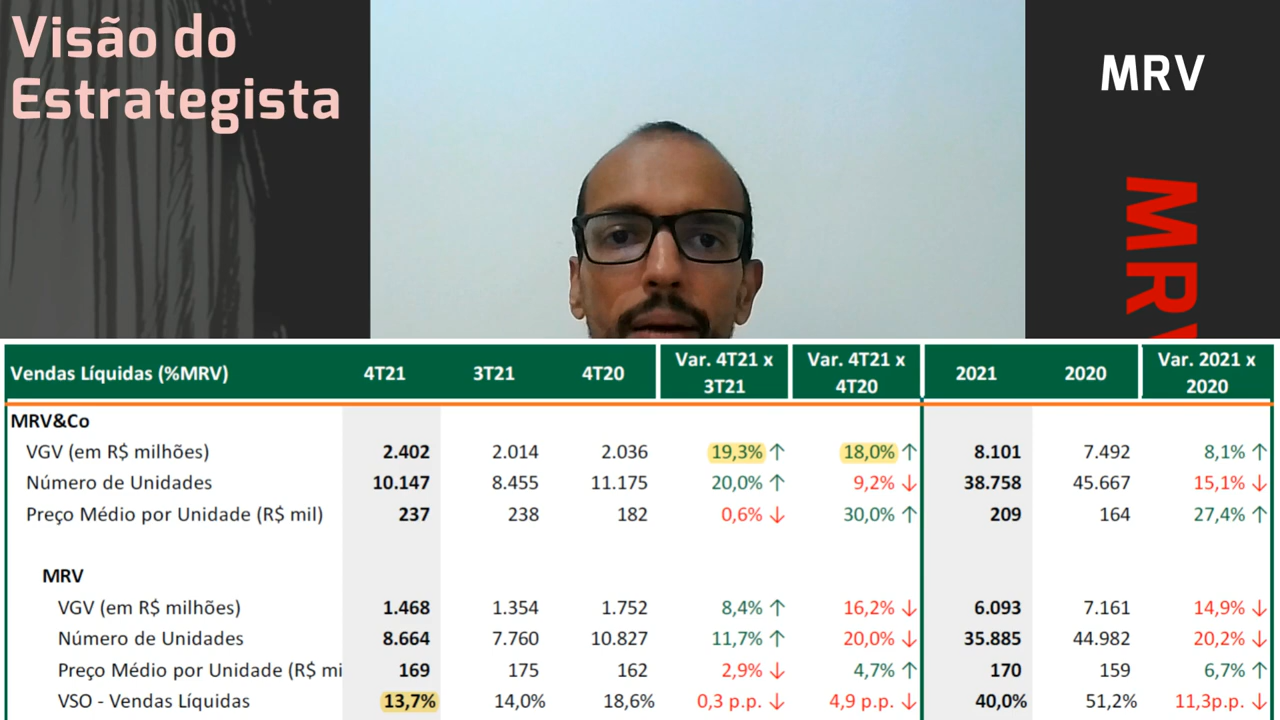 Visão do
Estrategista
MRV
MRV
Vendas Líquidas (%MRV) 4T21 3T21 4T20 Var. 4T21 x 3T21 Var. 4T21 x 4T20 2021 2020 Var. 2021 x 2020
MRV&Co
VGV (em R$ milhões) 2.402 2.014 2.036 19,3% ↑ 18,0% ↑ 8.101 7.492 8,1% ↑
Número de Unidades 10.147 8.455 11.175 20,0% ↑ 9,2% ↓ 38.758 45.667 15,1% ↓
Preço Médio por Unidade (R$ mil) 237 238 182 0,6% ↓ 30,0% ↑ 209 164 27,4% ↑
MRV
VGV (em R$ milhões) 1.468 1.354 1.752 8,4% ↑ 16,2% ↓ 6.093 7.161 14,9% ↓
Número de Unidades 8.664 7.760 10.827 11,7% ↑ 20,0% ↓ 35.885 44.982 20,2% ↓
Preço Médio por Unidade (R$ mi 169 175 162 2,9% ↓ 4,7% ↑ 170 159 6,7% ↑
VSO - Vendas Líquidas 13,7% 14,0% 18,6% 0,3 p.p. ↓ 4,9 p.p. ↓ 40,0% 51,2% 11,3p.p. ↓